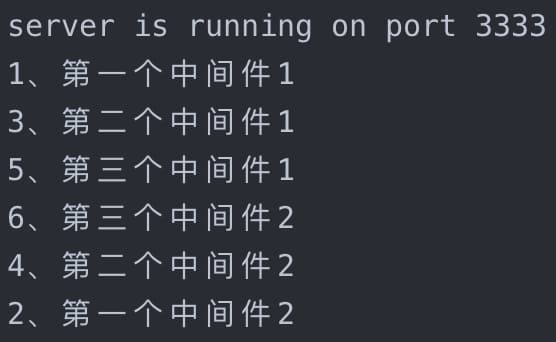 server is running on port 3333
1、第一个中间件1
3、第二个中间件1
5、第三个中间件1
6、第三个中间件2
4、第二个中间件2
2、第一个中间件2